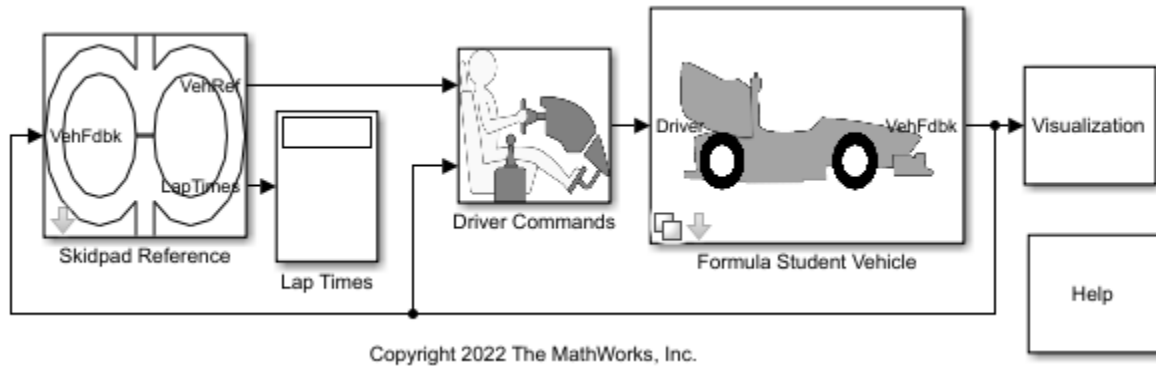 VehRef
VehFdbk
LapTimes
Skidpad Reference
Lap Times
Driver Commands
Driver
VehFdbk
Formula Student Vehicle
Visualization
Help
Copyright 2022 The MathWorks, Inc.